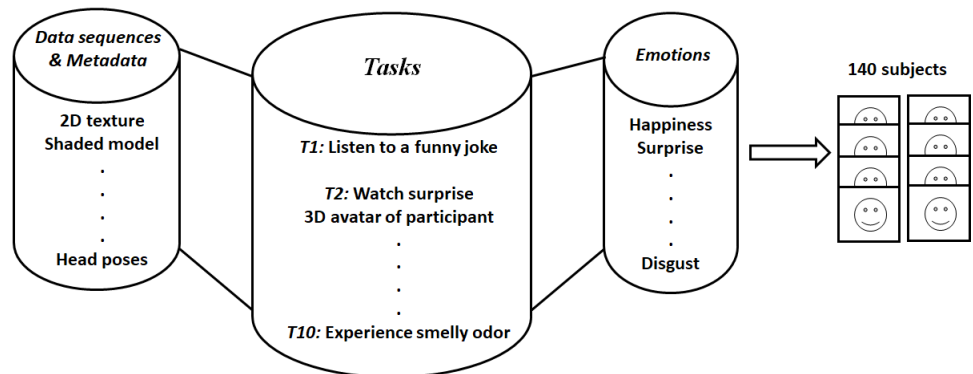 Data sequences
& Metadata
2D texture
Shaded model
.
.
.
.
Head poses
Tasks
T1: Listen to a funny joke
T2: Watch surprise
3D avatar of participant
.
.
.
.
T10: Experience smelly odor
Emotions
Happiness
Surprise
.
.
.
.
Disgust
140 subjects